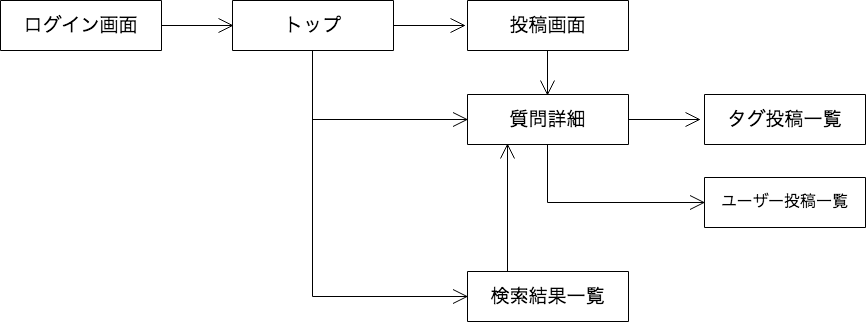 ログイン画面
トップ
投稿画面
質問詳細
タグ投稿一覧
ユーザー投稿一覧
検索結果一覧